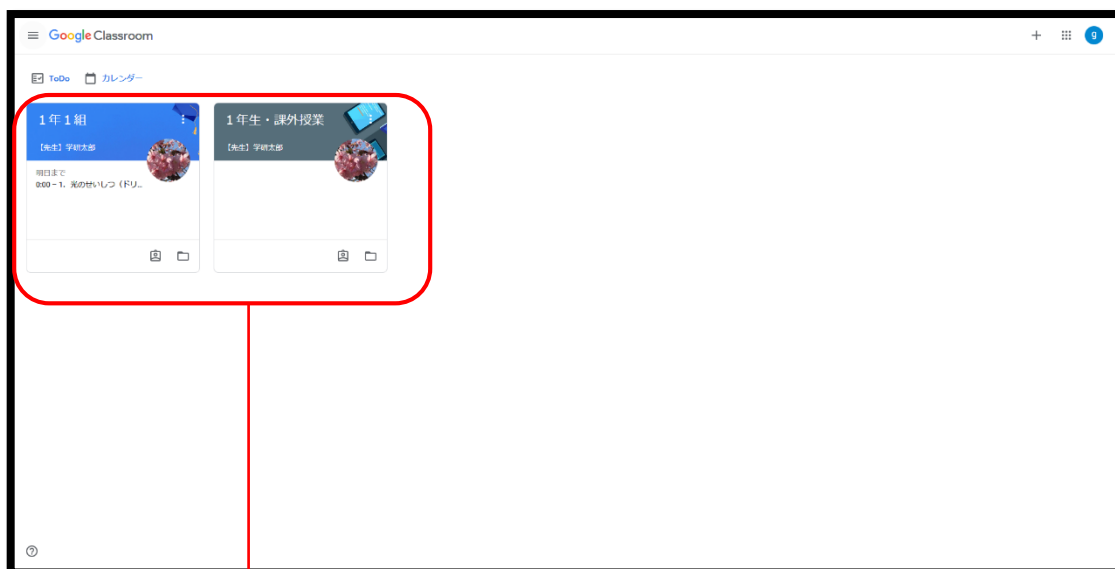 Google Classroom
g
ToDo カレンダー
1年1組
【先生】学研太郎
明日まで
0:00 – 1. 光のせいしつ（ドリ...
1年生・課外授業
【先生】学研太郎